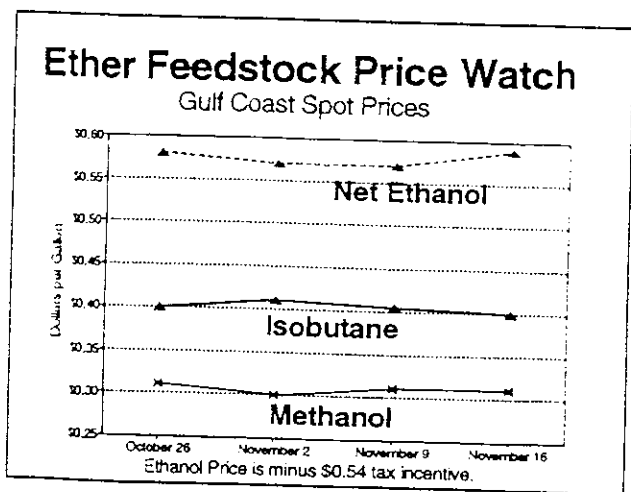 Ether Feedstock Price Watch
Gulf Coast Spot Prices
$0.60
$0.55
$0.50
$0.45
$0.40
$0.35
$0.30
$0.25
Dollars per Gallon
Net Ethanol
Isobutane
Methanol
October 26 November 2 November 9 November 16
Ethanol Price is minus $0.54 tax incentive.